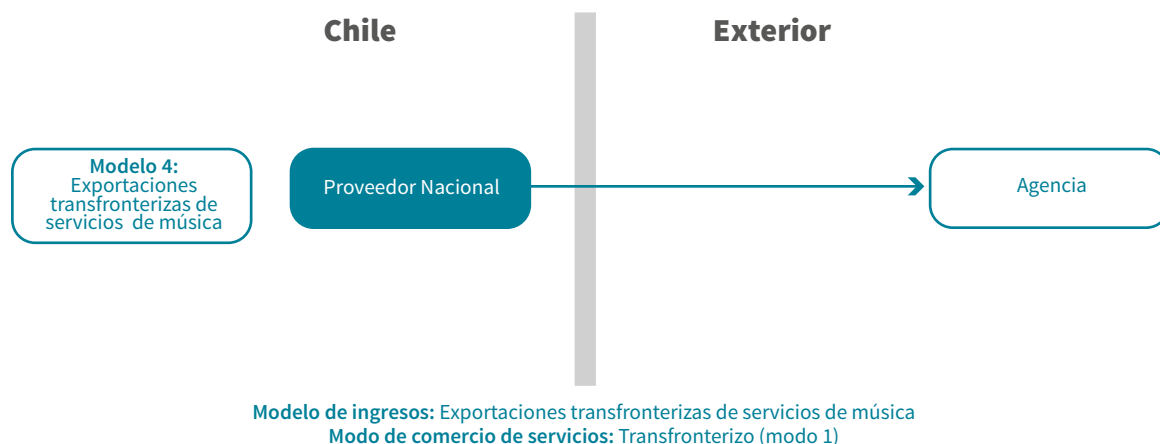 Chile
Exterior
Modelo 4:
Exportaciones
transfronterizas de
servicios de música
Proveedor Nacional
Agencia
Modelo de ingresos: Exportaciones transfronterizas de servicios de música
Modo de comercio de servicios: Transfronterizo (modo 1)